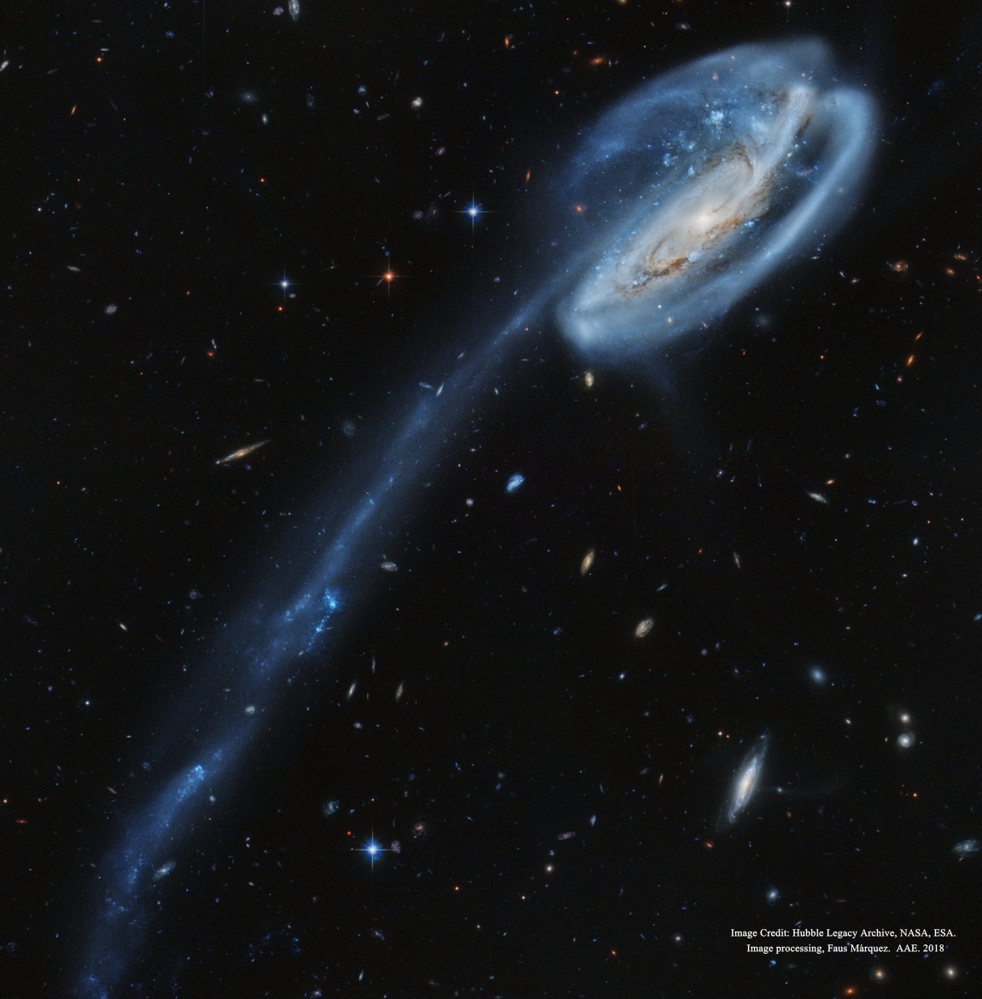 Image Credit: Hubble Legacy Archive, NASA, ESA.
Image processing, Faus Márquez. AAE. 2018